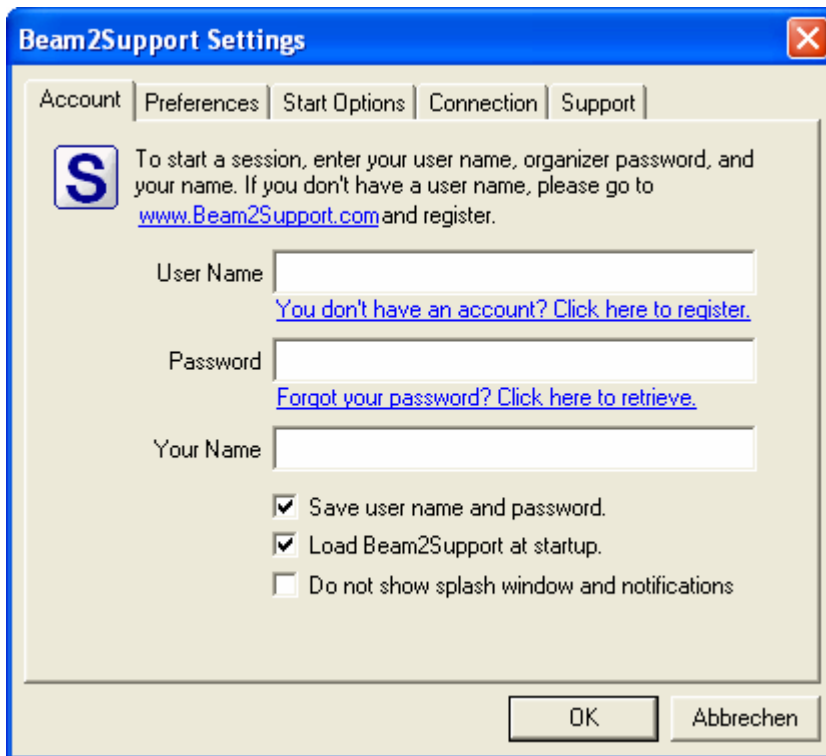 Beam2Support Settings
Account Preferences Start Options Connection Support
S
To start a session, enter your user name, organizer password, and
your name. If you don't have a user name, please go to
www.Beam2Support.com and register.
User Name
You don't have an account? Click here to register.
Password
Forgot your password? Click here to retrieve.
Your Name
Save user name and password.
Load Beam2Support at startup.
Do not show splash window and notifications
OK Abbrechen